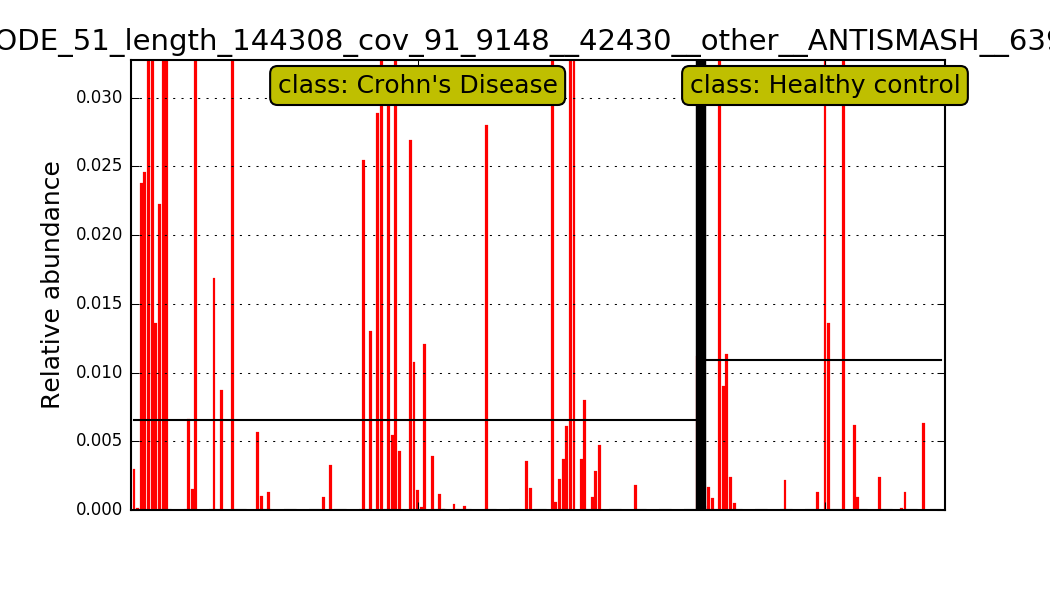 ODE_51_length_144308_cov_91_9148__42430__other__ANTISMASH__639
class: Crohn's Disease
class: Healthy control
Relative abundance
0.030
0.025
0.020
0.015
0.010
0.005
0.000